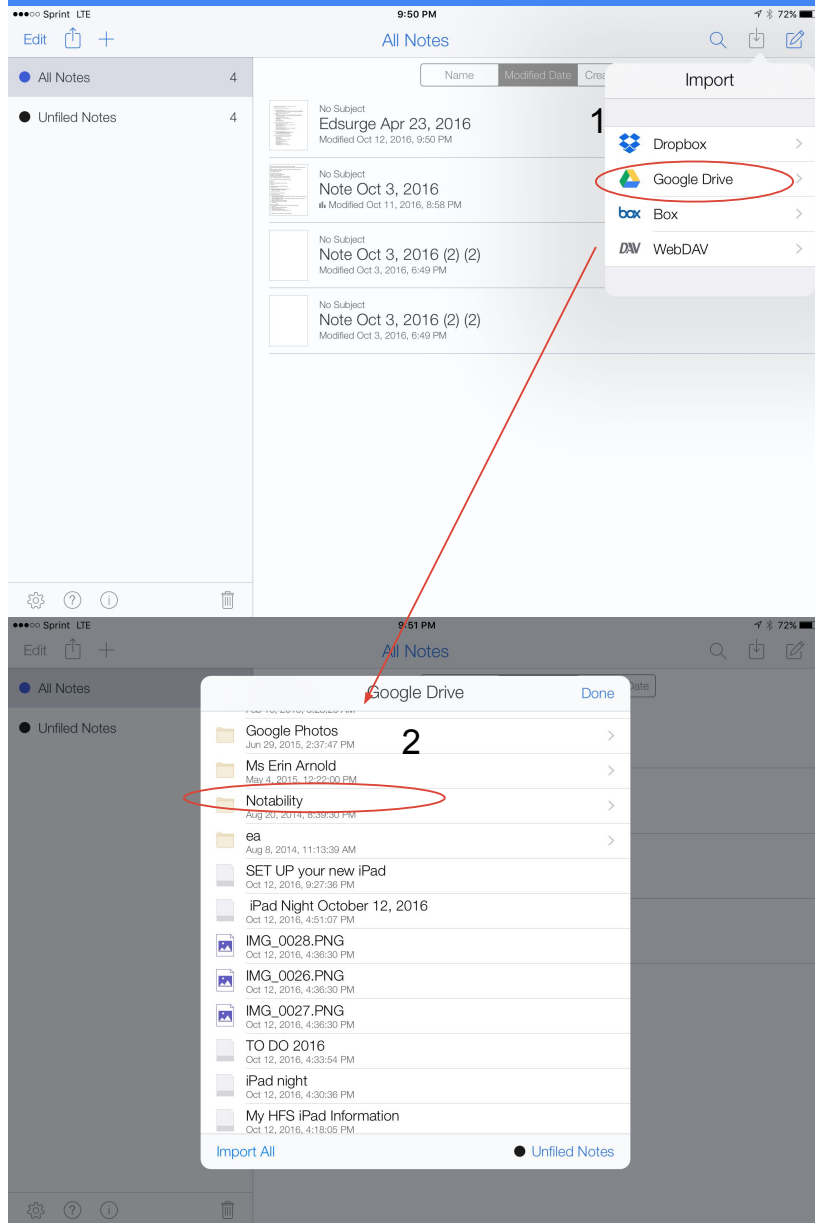 Sprint LTE
9:50 PM
72%
Edit
All Notes
All Notes 4
Unfiled Notes 4
Name Modified Date Crea
No Subject
Edsurge Apr 23, 2016
Modified Oct 12, 2016, 9:50 PM
No Subject
Note Oct 3, 2016
Modified Oct 11, 2016, 8:58 PM
No Subject
Note Oct 3, 2016 (2) (2)
Modified Oct 3, 2016, 6:49 PM
No Subject
Note Oct 3, 2016 (2) (2)
Modified Oct 3, 2016, 6:49 PM
Import
1
Dropbox
Google Drive
box Box
DAV WebDAV
Sprint LTE
9:51 PM
72%
Edit
All Notes
All Notes
Unfiled Notes
Date
Google Drive
Done
2
Google Photos
Jun 29, 2015, 2:37:47 PM
Ms Erin Arnold
May 4, 2015, 12:22:00 PM
Notability
Aug 20, 2014, 8:39:30 PM
ea
Aug 8, 2014, 11:13:39 AM
SET UP your new iPad
Oct 12, 2016, 9:27:36 PM
iPad Night October 12, 2016
Oct 12, 2016, 4:51:07 PM
IMG_0028.PNG
Oct 12, 2016, 4:36:30 PM
IMG_0026.PNG
Oct 12, 2016, 4:36:30 PM
IMG_0027.PNG
Oct 12, 2016, 4:36:30 PM
TO DO 2016
Oct 12, 2016, 4:33:54 PM
iPad night
Oct 12, 2016, 4:30:36 PM
My HFS iPad Information
Oct 12, 2016, 4:18:05 PM
Import All
Unfiled Notes